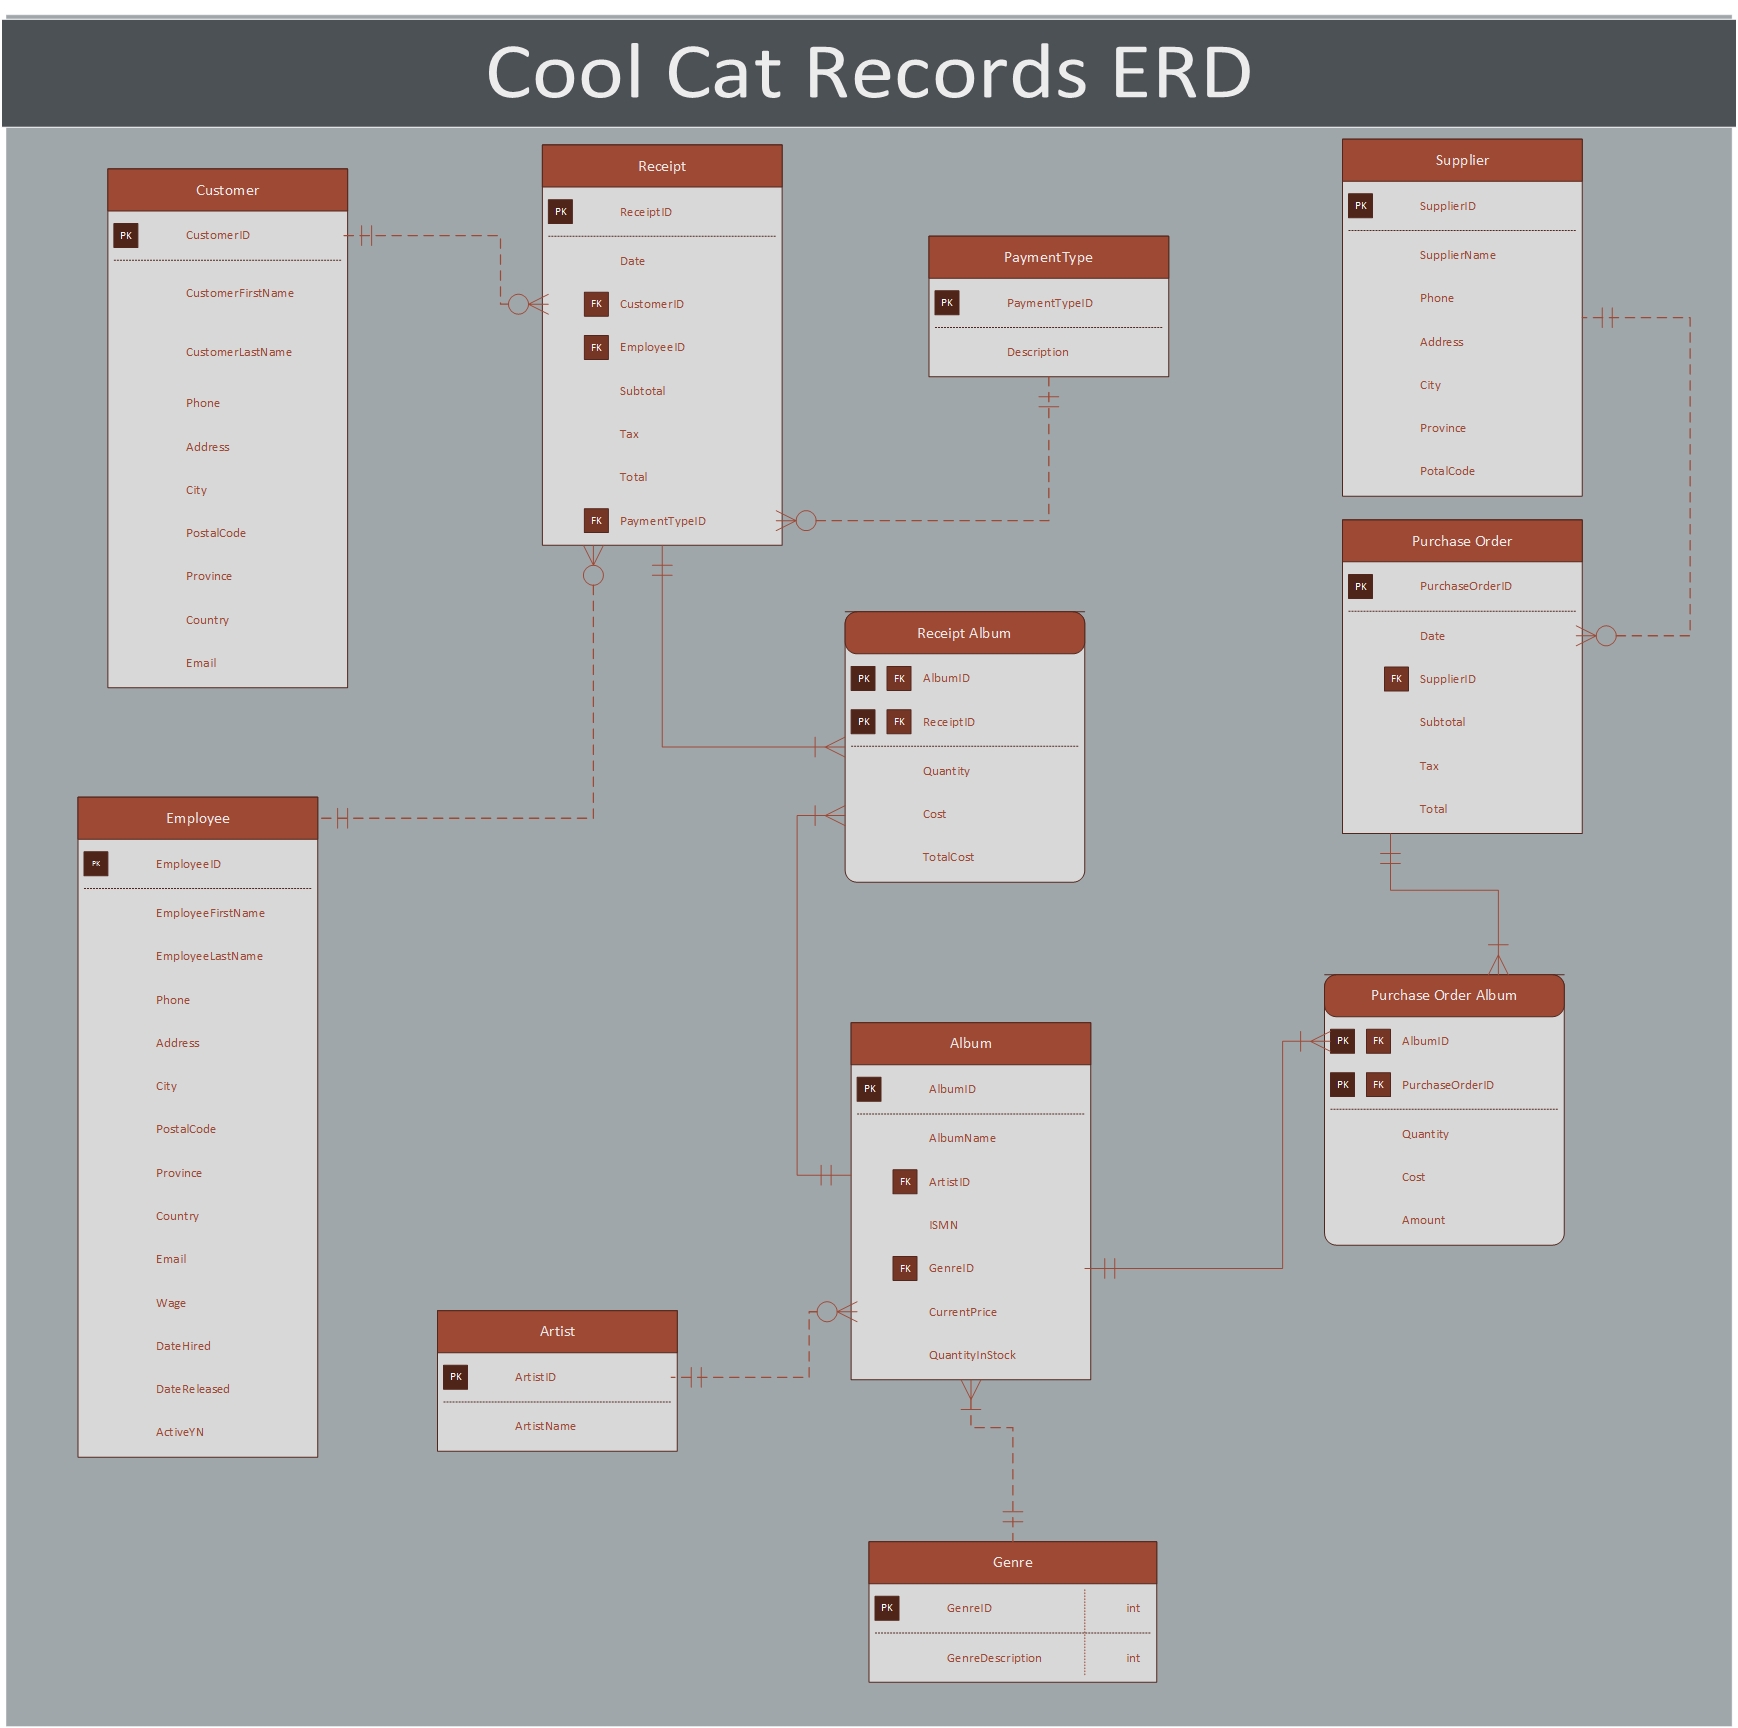 Cool Cat Records ERD
Customer
PK CustomerID
CustomerFirstName
CustomerLastName
Phone
Address
City
PostalCode
Province
Country
Email
Receipt
PK ReceiptID
Date
FK CustomerID
FK EmployeeID
Subtotal
Tax
Total
FK PaymentTypeID
PaymentType
PK PaymentTypeID
Description
Supplier
PK SupplierID
SupplierName
Phone
Address
City
Province
PotalCode
Purchase Order
PK PurchaseOrderID
Date
FK SupplierID
Subtotal
Tax
Total
Receipt Album
PK FK AlbumID
PK FK ReceiptID
Quantity
Cost
TotalCost
Employee
PK EmployeeID
EmployeeFirstName
EmployeeLastName
Phone
Address
City
PostalCode
Province
Country
Email
Wage
DateHired
DateReleased
ActiveYN
Purchase Order Album
PK FK AlbumID
PK FK PurchaseOrderID
Quantity
Cost
Amount
Album
PK AlbumID
AlbumName
FK ArtistID
ISMN
FK GenreID
CurrentPrice
QuantityInStock
Artist
PK ArtistID
ArtistName
Genre
PK GenreID int
GenreDescription int